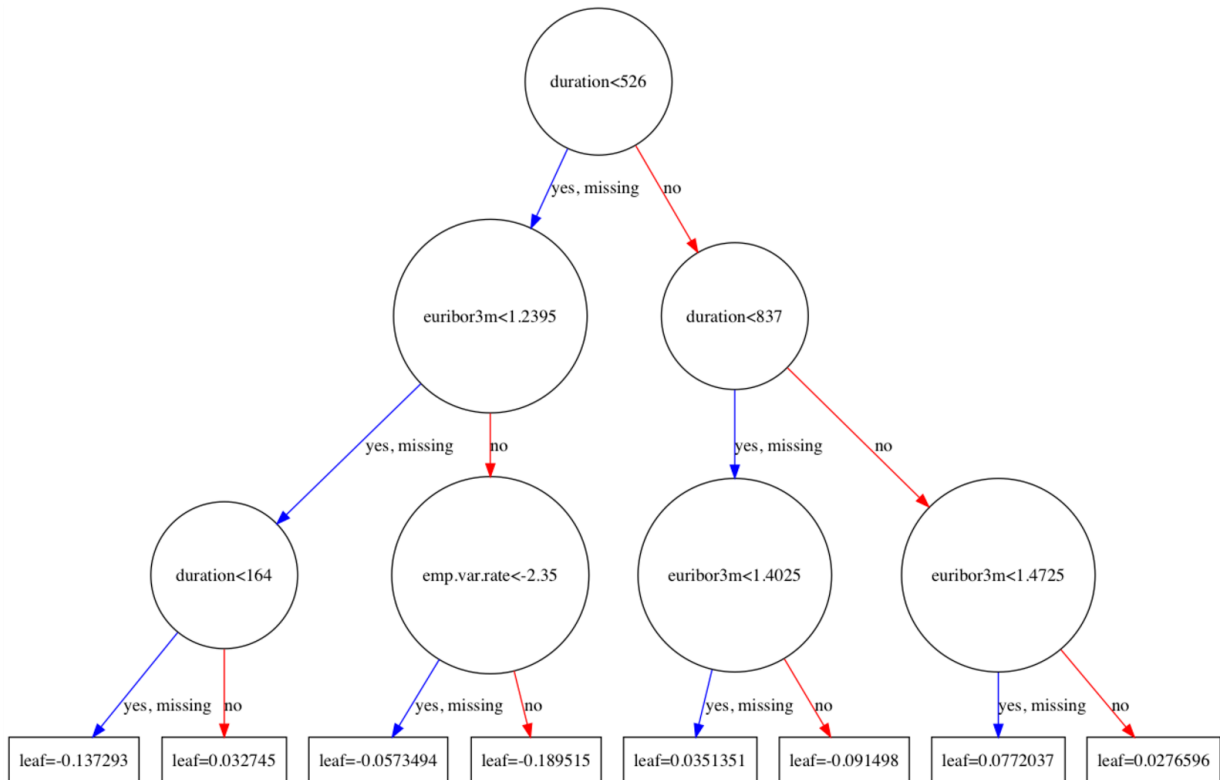 duration<526
yes, missing
no
euribor3m<1.2395
duration<837
yes, missing
no
yes, missing
no
duration<164
emp.var.rate<-2.35
euribor3m<1.4025
euribor3m<1.4725
yes, missing
no
yes, missing
no
yes, missing
no
yes, missing
no
leaf=-0.137293
leaf=0.032745
leaf=-0.0573494
leaf=-0.189515
leaf=0.0351351
leaf=-0.091498
leaf=0.0772037
leaf=0.0276596